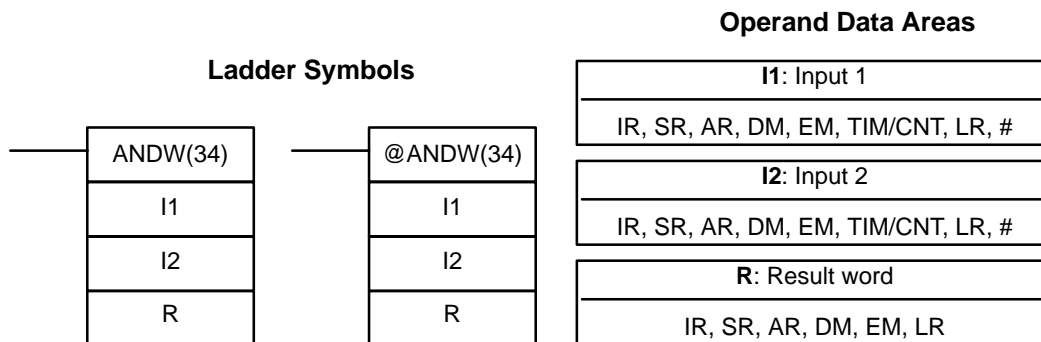 Operand Data Areas
Ladder Symbols
I1: Input 1
IR, SR, AR, DM, EM, TIM/CNT, LR, #
I2: Input 2
IR, SR, AR, DM, EM, TIM/CNT, LR, #
R: Result word
IR, SR, AR, DM, EM, LR
ANDW(34)
I1
I2
R
@ANDW(34)
I1
I2
R